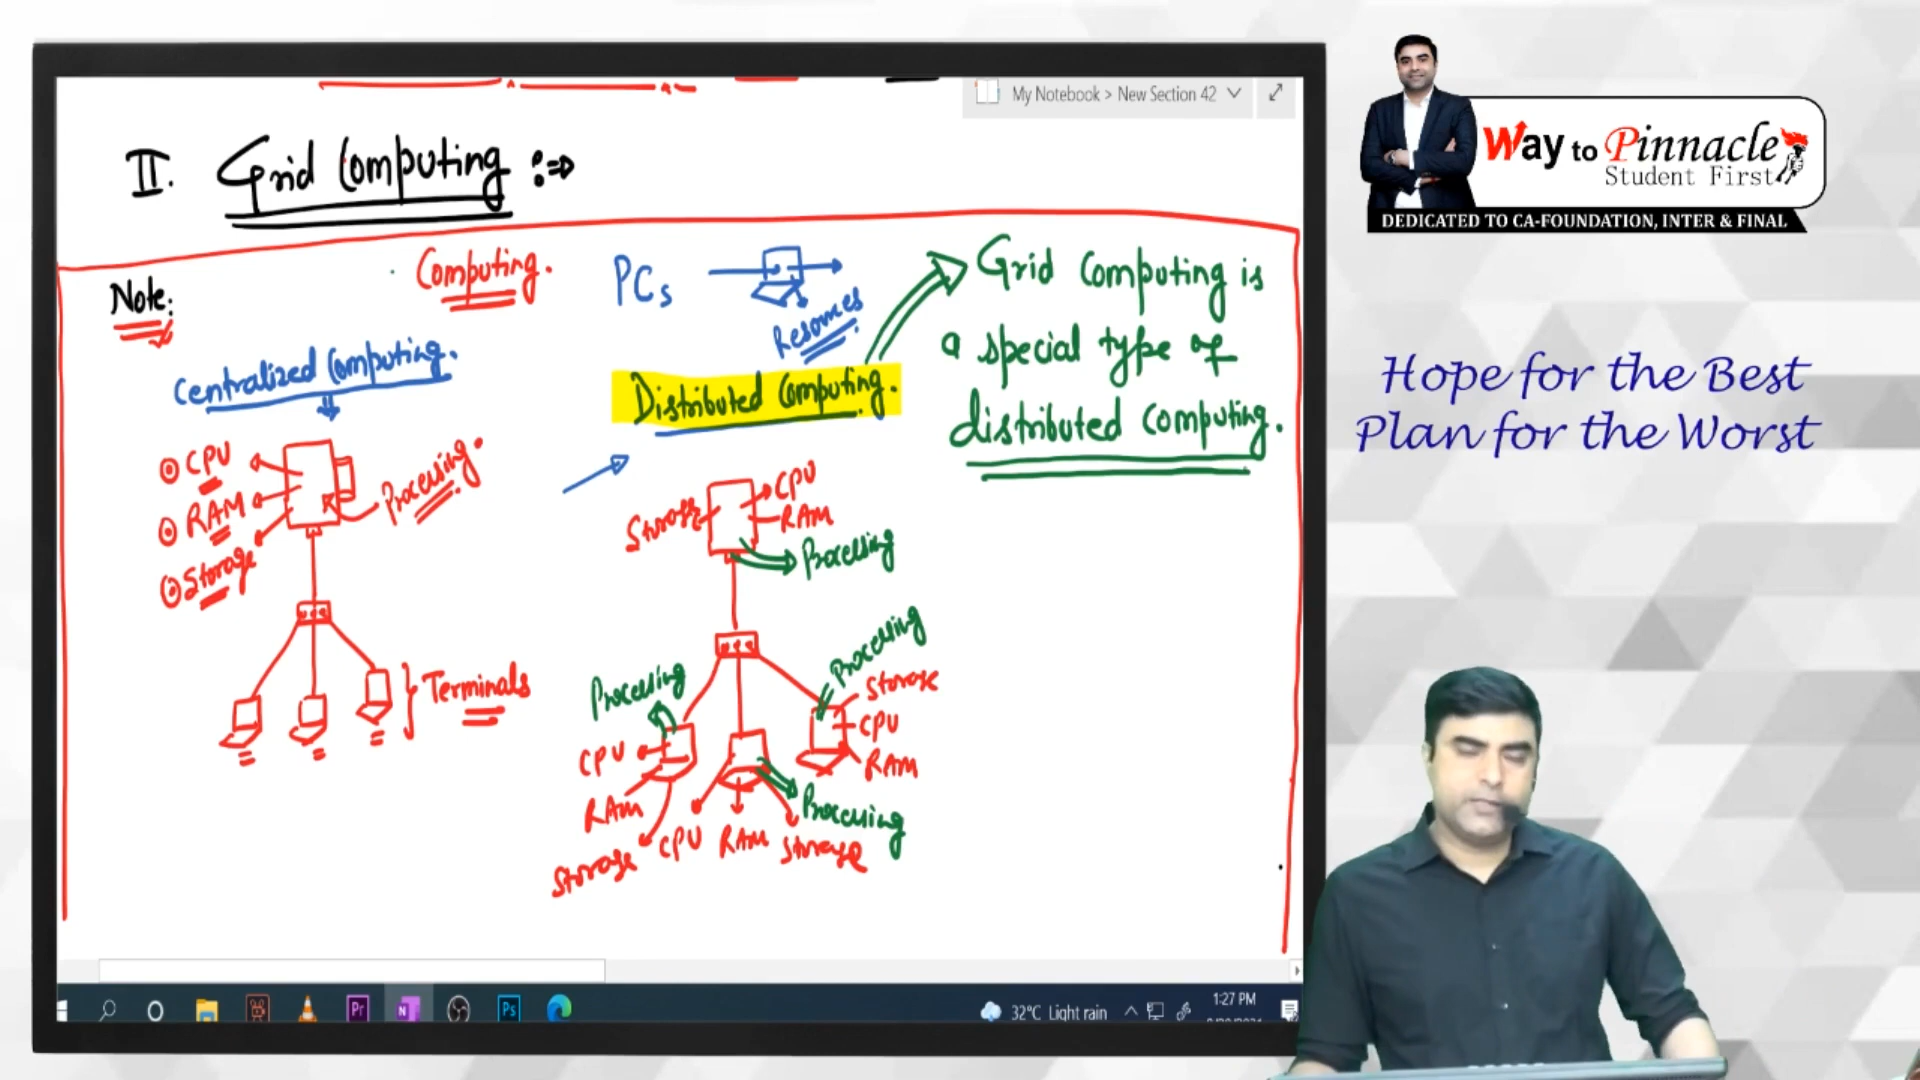 My Notebook > New Section 42
II. Grid Computing :⇒
Note:
Computing.
PCs
Resources
Centralized Computing.
Distributed Computing.
Grid Computing is
a special type of
distributed Computing.
CPU
RAM
Storage
Processing.
Terminals
Storage
CPU
RAM
Processing
Processing
CPU
RAM
Storage
CPU RAM Storage
Processing
Processing
Storage
CPU
RAM
32°C Light rain
1:27 PM
Pr
N
Ps
Way to Pinnacle
Student First
DEDICATED TO CA-FOUNDATION, INTER & FINAL
Hope for the Best
Plan for the Worst